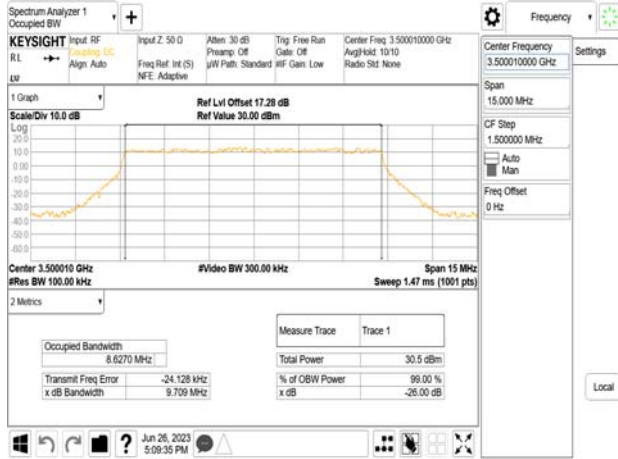 Spectrum Analyzer 1
Occupied BW
Frequency
KEYSIGHT Input: RF
Coupling: DC
Align: Auto
RL
LW
Input Z: 50 Ω
Freq Ref: Int (S)
NFE: Adaptive
Atten: 30 dB
Preamp: Off
µW Path: Standard
Trig: Free Run
Gate: Off
#IF Gain: Low
Center Freq: 3.500010000 GHz
Avg|Hold: 10/10
Radio Std: None
Center Frequency
3.500010000 GHz
Settings
Span
15.000 MHz
CF Step
1.500000 MHz
Auto
Man
Freq Offset
0 Hz
Local
1 Graph
Scale/Div 10.0 dB
Ref Lvl Offset 17.28 dB
Ref Value 30.00 dBm
Log
20.0
10.0
0.00
-10.0
-20.0
-30.0
-40.0
-50.0
-60.0
Center 3.500010 GHz
#Res BW 100.00 kHz
#Video BW 300.00 kHz
Span 15 MHz
Sweep 1.47 ms (1001 pts)
2 Metrics
Measure Trace Trace 1
Occupied Bandwidth
8.6270 MHz
Total Power 30.5 dBm
Transmit Freq Error -24.128 kHz
% of OBW Power 99.00 %
x dB Bandwidth 9.709 MHz
x dB -26.00 dB
Jun 26, 2023
5:09:35 PM